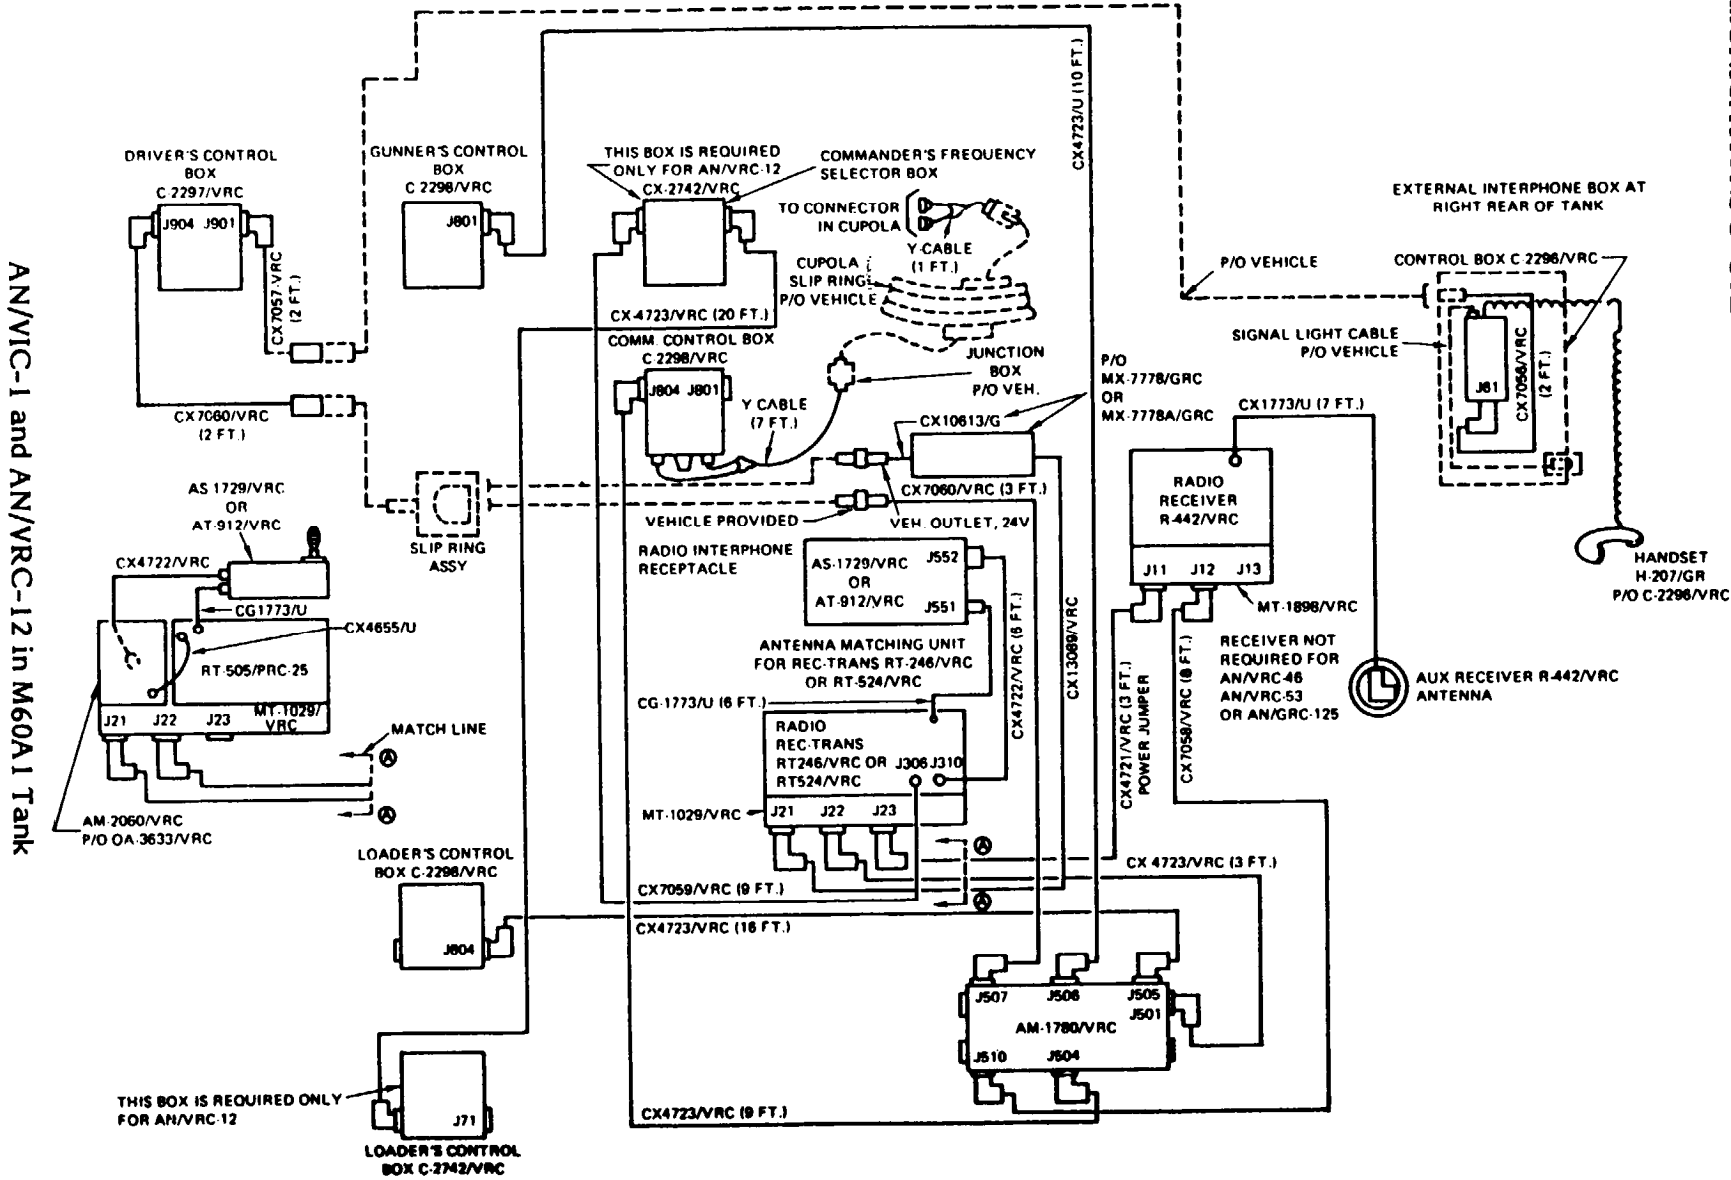 AN/VIC-1 and AN/VRC-12 in M60A1 Tank
DRIVER'S CONTROL
BOX
C-2297/VRC
J904 J901
CX7057-VRC
(2 FT.)
CX7060/VRC
(2 FT.)
GUNNER'S CONTROL
BOX
C 2298/VRC
J801
THIS BOX IS REQUIRED
ONLY FOR AN/VRC-12
CX-2742/VRC
COMMANDER'S FREQUENCY
SELECTOR BOX
TO CONNECTOR
IN CUPOLA
Y-CABLE
(1 FT.)
CUPOLA
SLIP RING
P/O VEHICLE
CX-4723/VRC (20 FT.)
COMM. CONTROL BOX
C-2298/VRC
J804 J801
Y CABLE
(7 FT.)
JUNCTION
BOX
P/O VEH.
CX4723/U (10 FT.)
P/O
MX-7778/GRC
OR
MX-7778A/GRC
CX10613/G
CX7060/VRC (3 FT.)
VEHICLE PROVIDED
VEH. OUTLET, 24V
SLIP RING
ASSY
P/O VEHICLE
EXTERNAL INTERPHONE BOX AT
RIGHT REAR OF TANK
CONTROL BOX C-2296/VRC
SIGNAL LIGHT CABLE
P/O VEHICLE
J61
CX7056/VRC
(2 FT.)
HANDSET
H-207/GR
P/O C-2296/VRC
CX1773/U (7 FT.)
RADIO
RECEIVER
R-442/VRC
J11 J12 J13
MT-1898/VRC
RECEIVER NOT
REQUIRED FOR
AN/VRC-46
AN/VRC-53
OR AN/GRC-125
AUX RECEIVER R-442/VRC
ANTENNA
AS 1729/VRC
OR
AT-912/VRC
CX4722/VRC
CG1773/U
CX4655/U
RT-505/PRC-25
J21 J22 J23
MT-1029/
VRC
MATCH LINE
A
A
AM-2060/VRC
P/O OA-3633/VRC
RADIO INTERPHONE
RECEPTACLE
AS-1729/VRC
OR
AT-912/VRC
J552
J551
ANTENNA MATCHING UNIT
FOR REC-TRANS RT-246/VRC
OR RT-524/VRC
CG-1773/U (6 FT.)
CX4722/VRC (6 FT.)
CX13089/VRC
RADIO
REC-TRANS
RT246/VRC OR
RT524/VRC
J306 J310
MT-1029/VRC
J21 J22 J23
A
A
CX4721/VRC (3 FT.)
POWER JUMPER
CX7058/VRC (8 FT.)
CX 4723/VRC (3 FT.)
CX7059/VRC (9 FT.)
CX4723/VRC (16 FT.)
LOADER'S CONTROL
BOX C-2298/VRC
J804
J507 J506 J505
J501
AM-1780/VRC
J510 J504
CX4723/VRC (9 FT.)
THIS BOX IS REQUIRED ONLY
FOR AN/VRC-12
J71
LOADER'S CONTROL
BOX C-2742/VRC